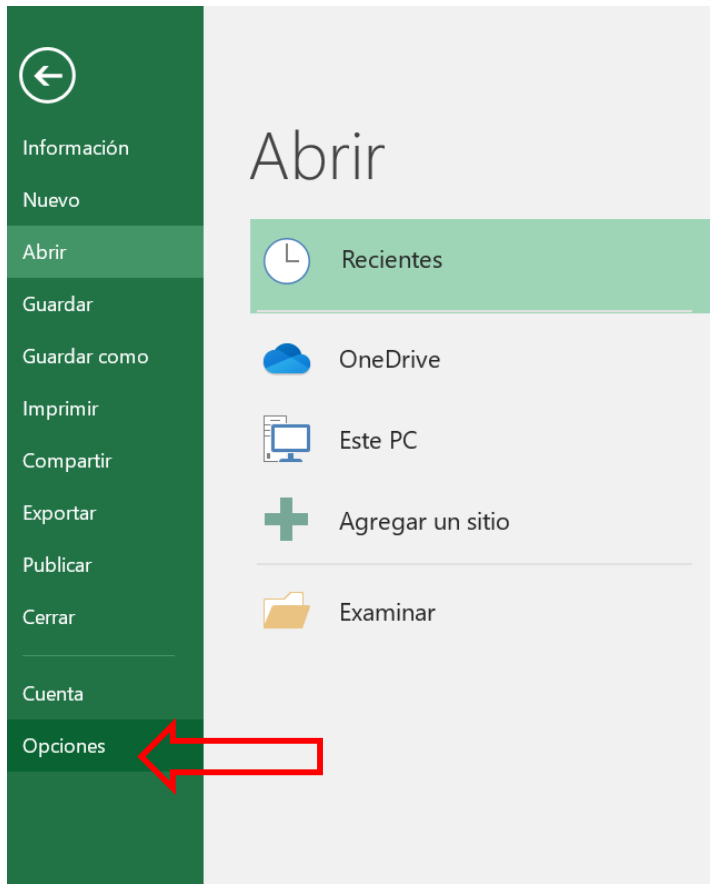 Información
Nuevo
Abrir
Guardar
Guardar como
Imprimir
Compartir
Exportar
Publicar
Cerrar
Cuenta
Opciones
Abrir
Recientes
OneDrive
Este PC
Agregar un sitio
Examinar